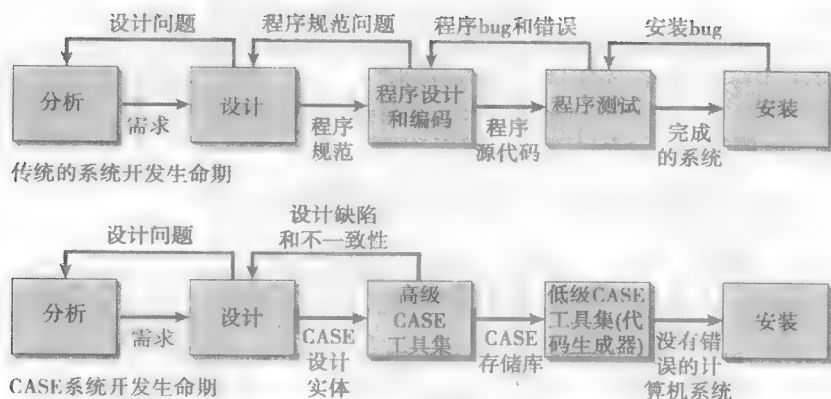 设计问题
程序规范问题
程序bug和错误
安装bug
分析
设计
程序设计
和编码
程序测试
安装
需求
程序
规范
程序
源代码
完成
的系统
传统的系统开发生命期
设计问题
设计缺陷
和不一致性
分析
设计
高级
CASE
工具集
低级CASE
工具集(代
码生成器)
安装
需求
CASE
设计
实体
CASE
存储库
没有错
误的计
算机系统
CASE系统开发生命期